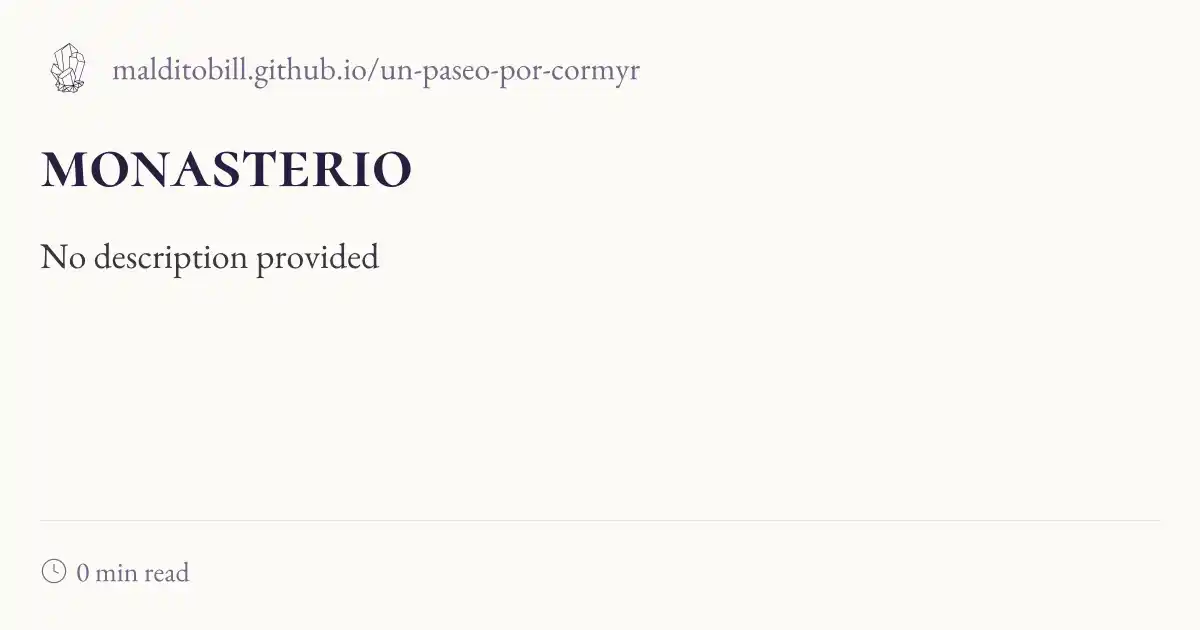 malditobill.github.io/un-paseo-por-cormyr
MONASTERIO
No description provided
0 min read